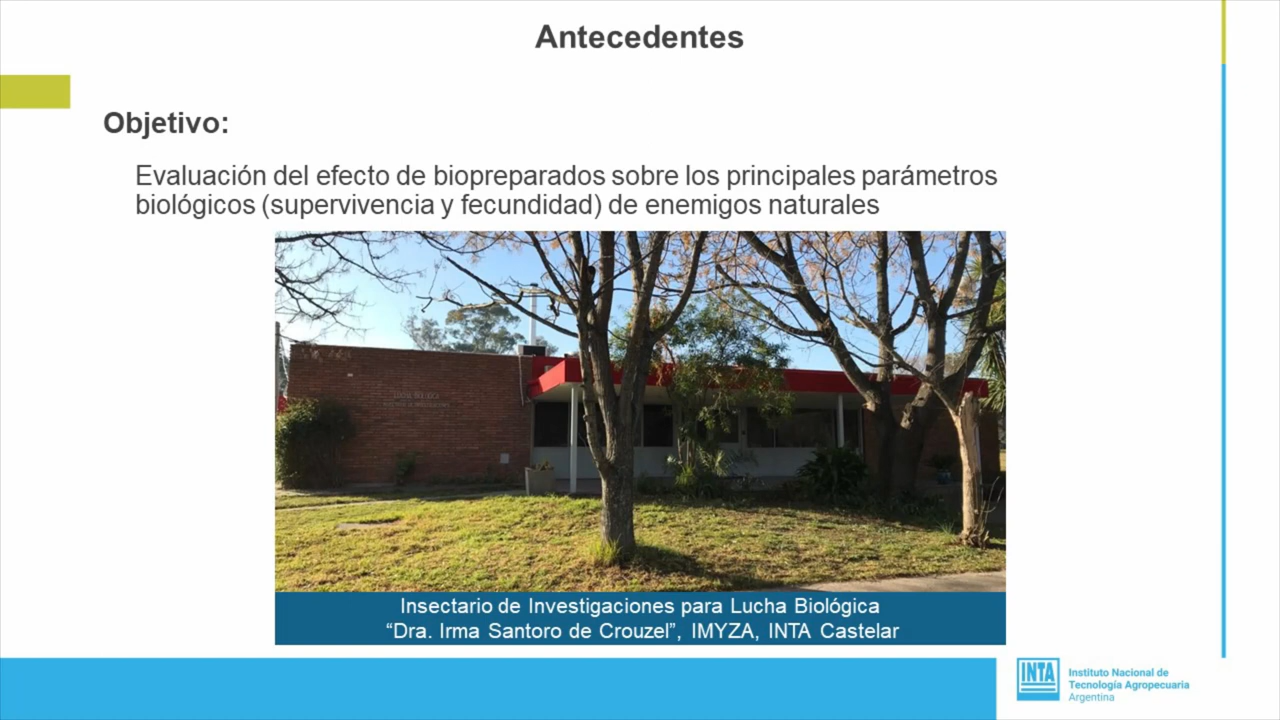 Antecedentes
Objetivo:
Evaluación del efecto de biopreparados sobre los principales parámetros
biológicos (supervivencia y fecundidad) de enemigos naturales
Insectario de Investigaciones para Lucha Biológica
“Dra. Irma Santoro de Crouzel”, IMYZA, INTA Castelar
INTA
Instituto Nacional de
Tecnología Agropecuaria
Argentina